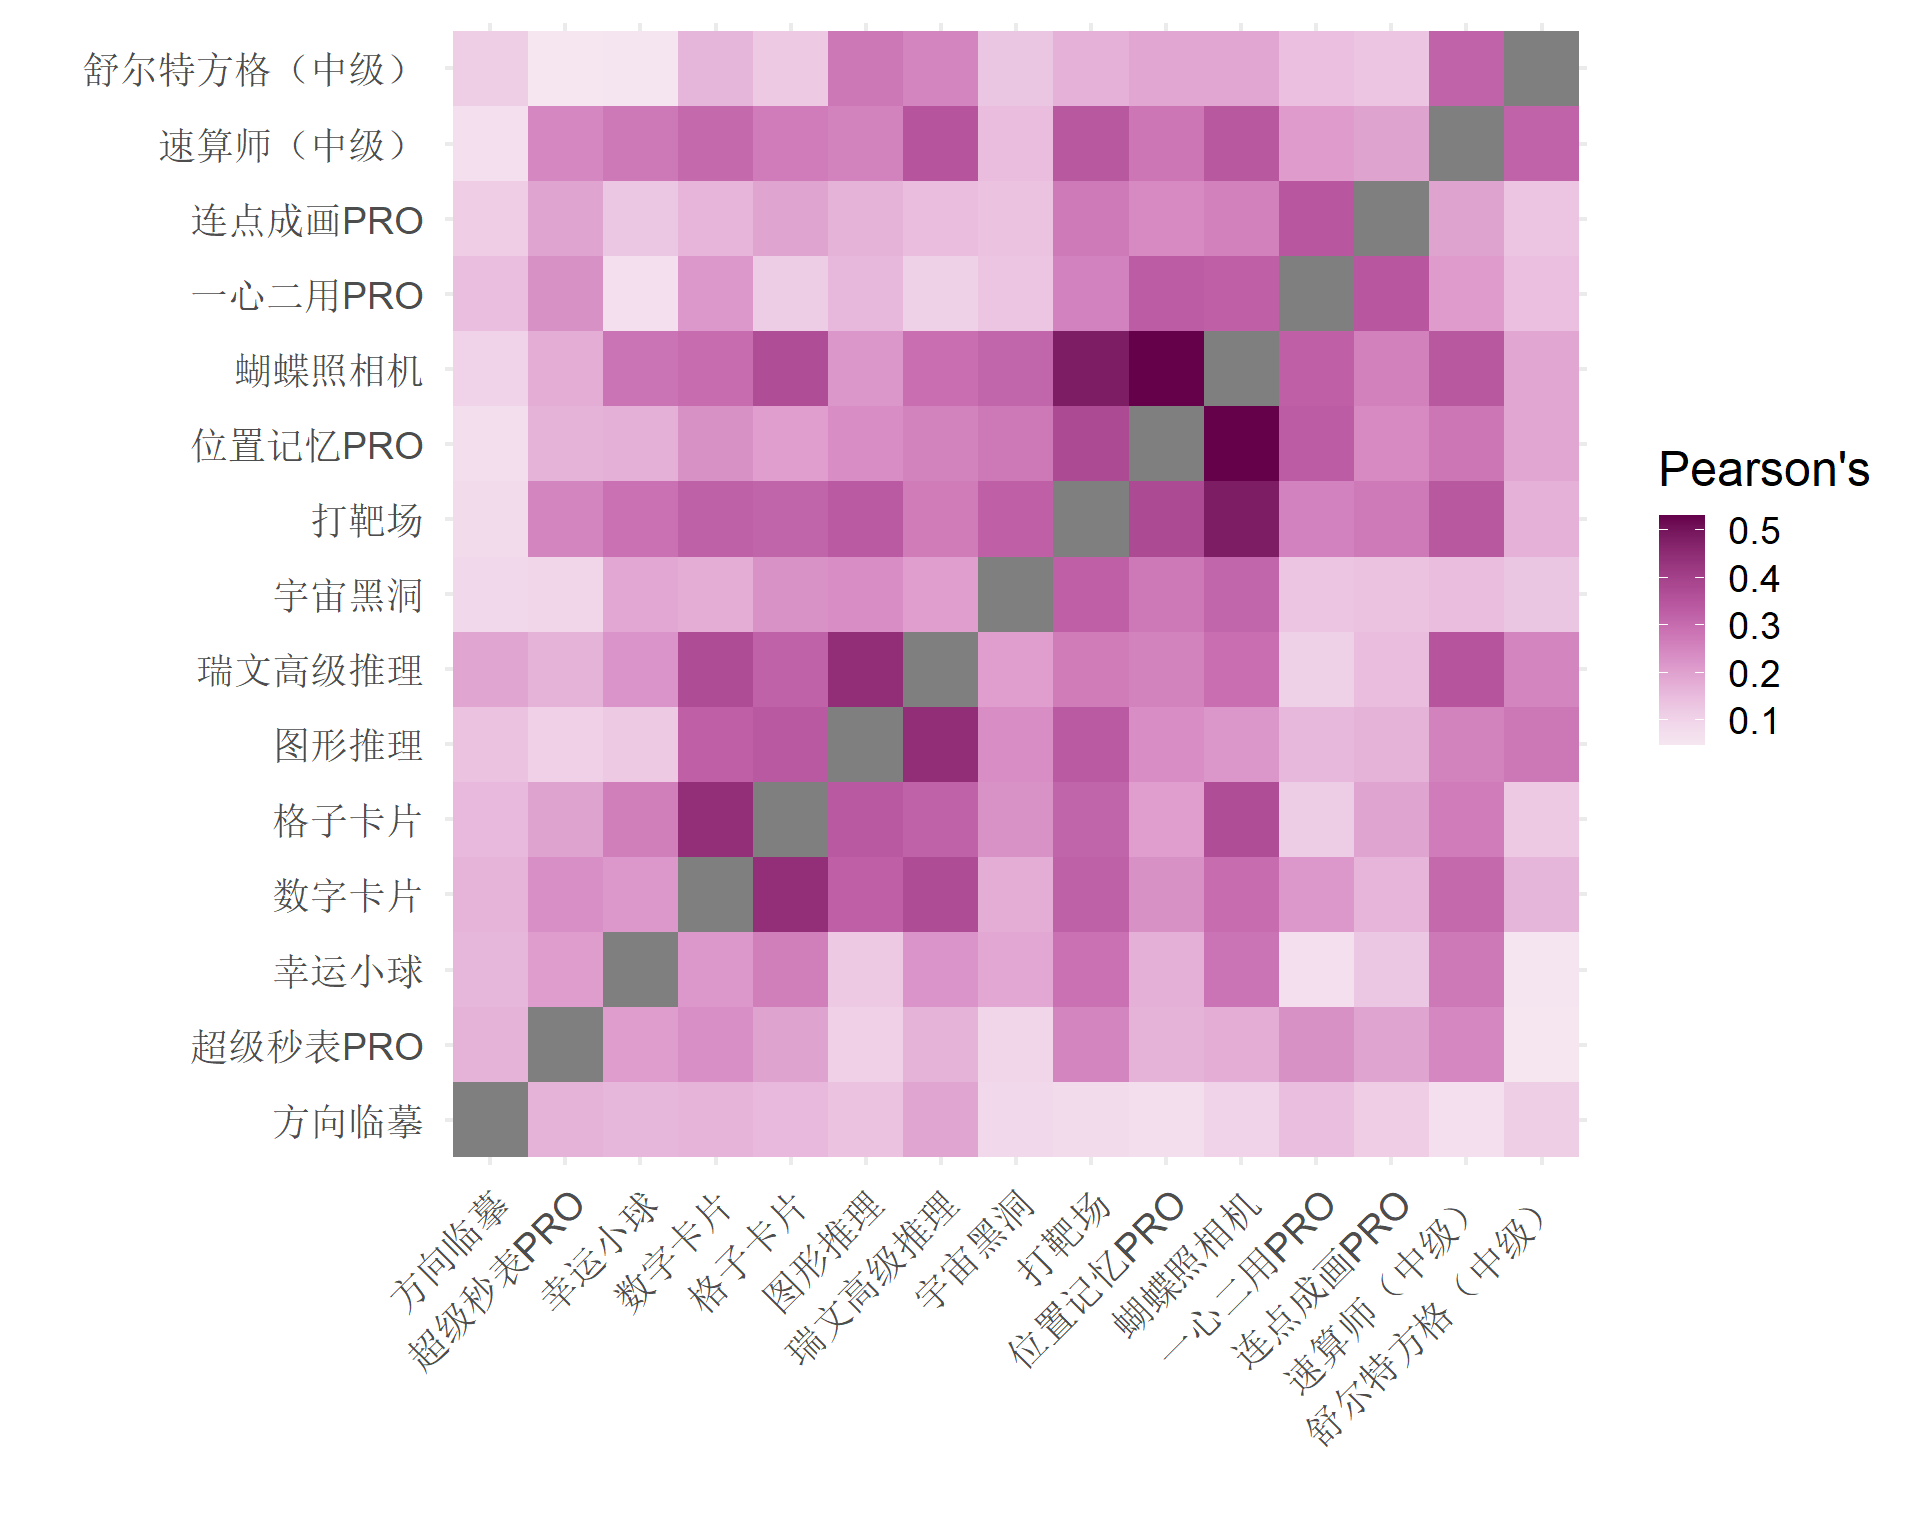 舒尔特方格（中级）
速算师（中级）
连点成画PRO
一心二用PRO
蝴蝶照相机
位置记忆PRO
打靶场
宇宙黑洞
瑞文高级推理
图形推理
格子卡片
数字卡片
幸运小球
超级秒表PRO
方向临摹
方向临摹
超级秒表PRO
幸运小球
数字卡片
格子卡片
图形推理
瑞文高级推理
宇宙黑洞
打靶场
位置记忆PRO
蝴蝶照相机
一心二用PRO
连点成画PRO
速算师（中级）
舒尔特方格（中级）
Pearson's
0.5
0.4
0.3
0.2
0.1